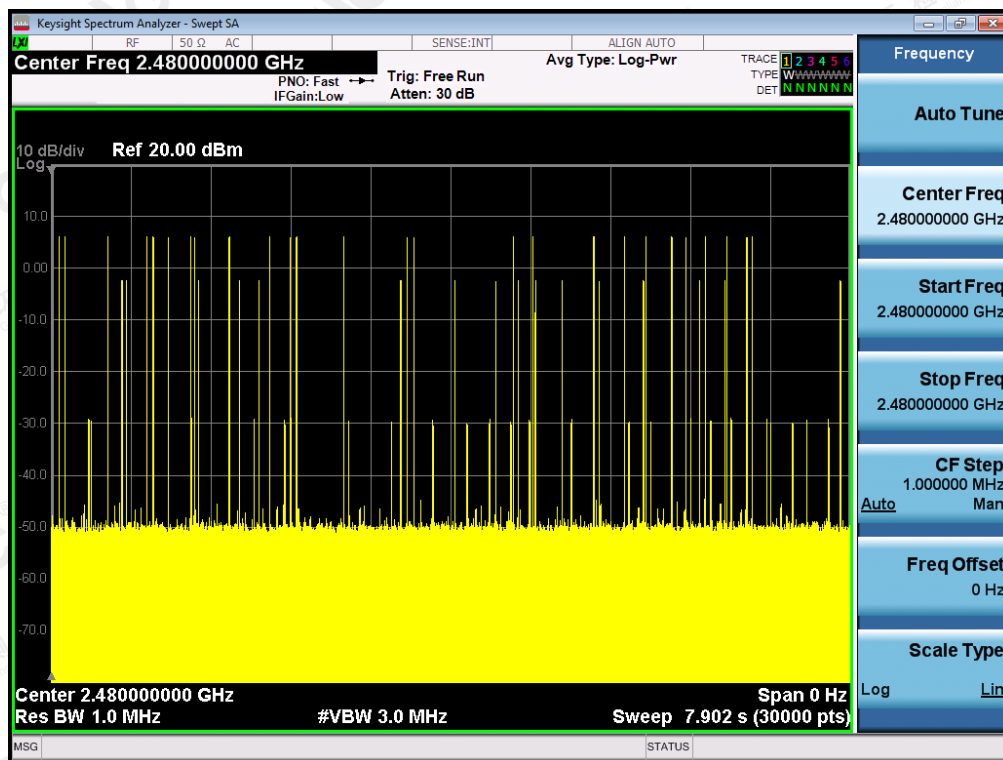 Keysight Spectrum Analyzer - Swept SA
LXI RF 50 Ω AC SENSE:INT ALIGN AUTO
Center Freq 2.480000000 GHz
PNO: Fast
IFGain:Low
Trig: Free Run
Atten: 30 dB
Avg Type: Log-Pwr
TRACE 1 2 3 4 5 6
TYPE W WWWWW
DET N N N N N N
10 dB/div
Log
Ref 20.00 dBm
10.0
0.00
-10.0
-20.0
-30.0
-40.0
-50.0
-60.0
-70.0
Center 2.480000000 GHz
Span 0 Hz
Res BW 1.0 MHz
#VBW 3.0 MHz
Sweep 7.902 s (30000 pts)
MSG
STATUS
Frequency
Auto Tune
Center Freq
2.480000000 GHz
Start Freq
2.480000000 GHz
Stop Freq
2.480000000 GHz
CF Step
1.000000 MHz
Auto Man
Freq Offset
0 Hz
Scale Type
Log Lin